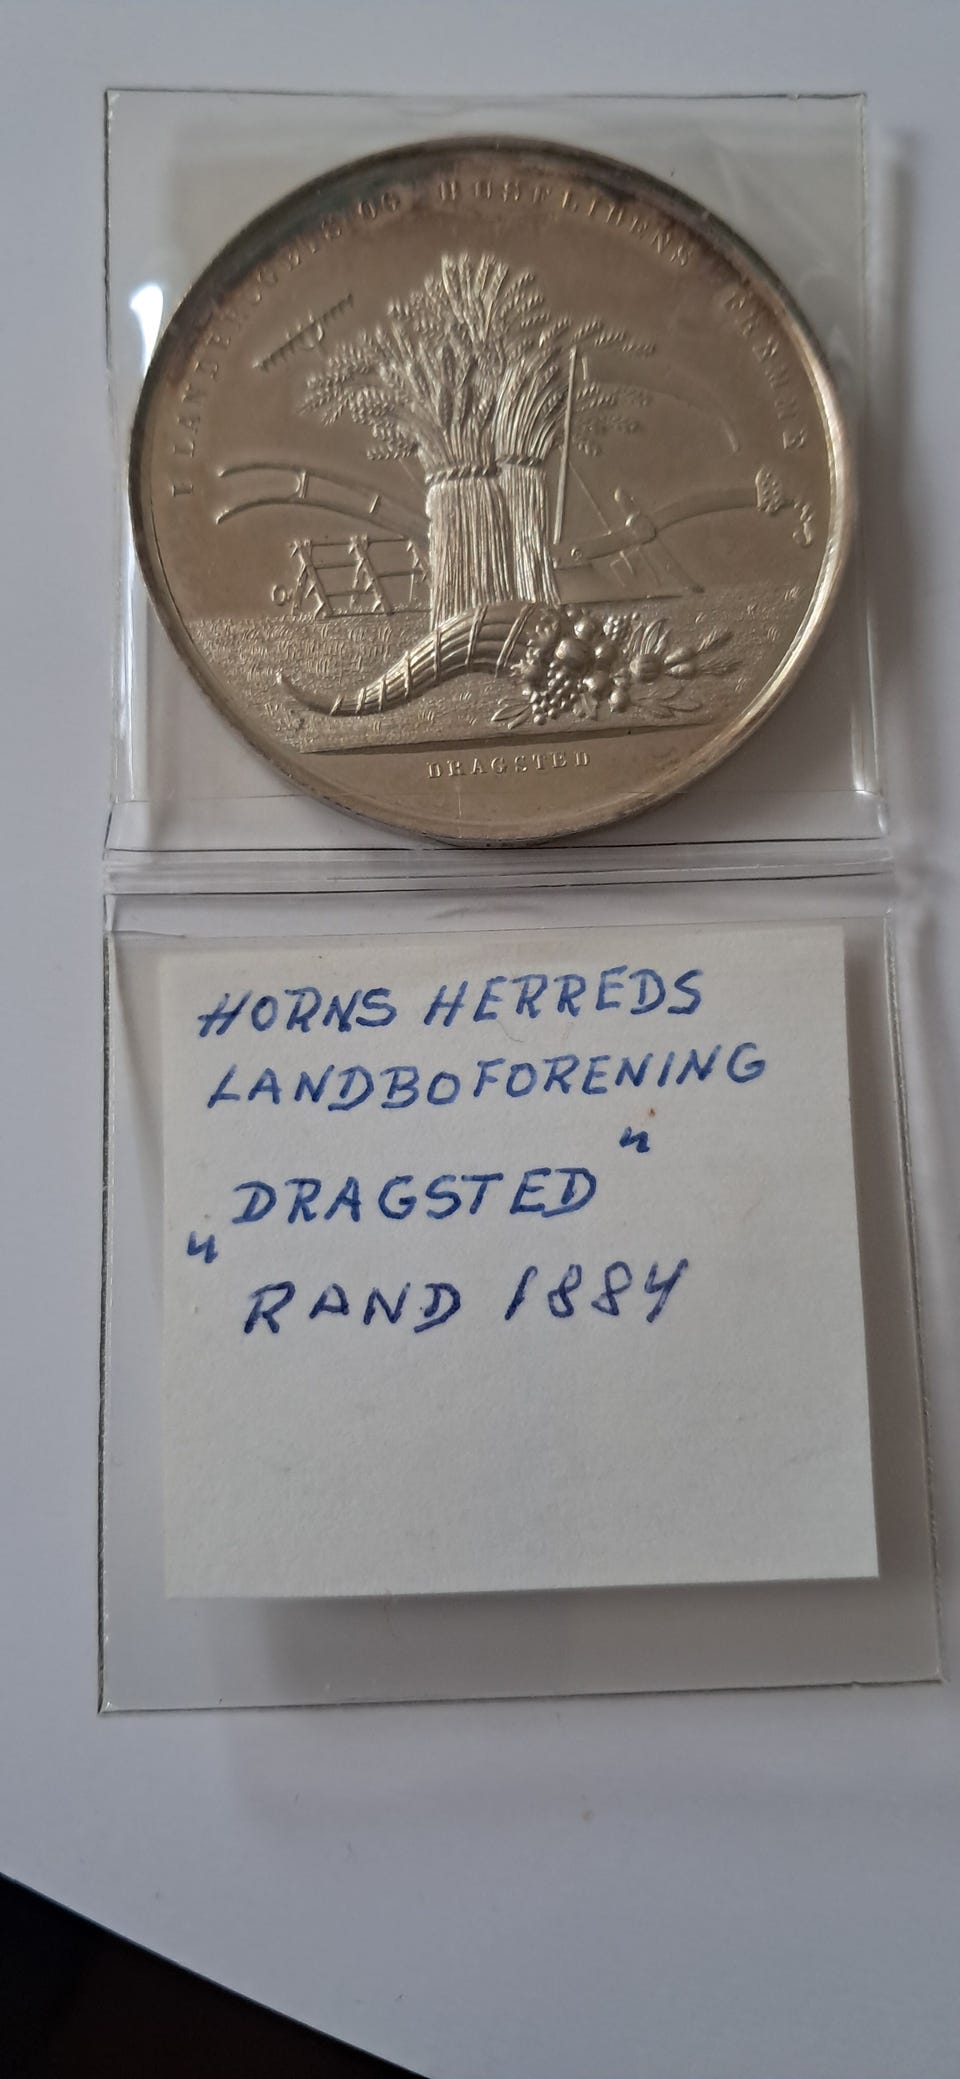 I LANDBRUGETS OG HUSFLIDENS FREMME
DRAGSTED
HORNS HERREDS
LANDBOFORENING
„DRAGSTED"
RAND 1884